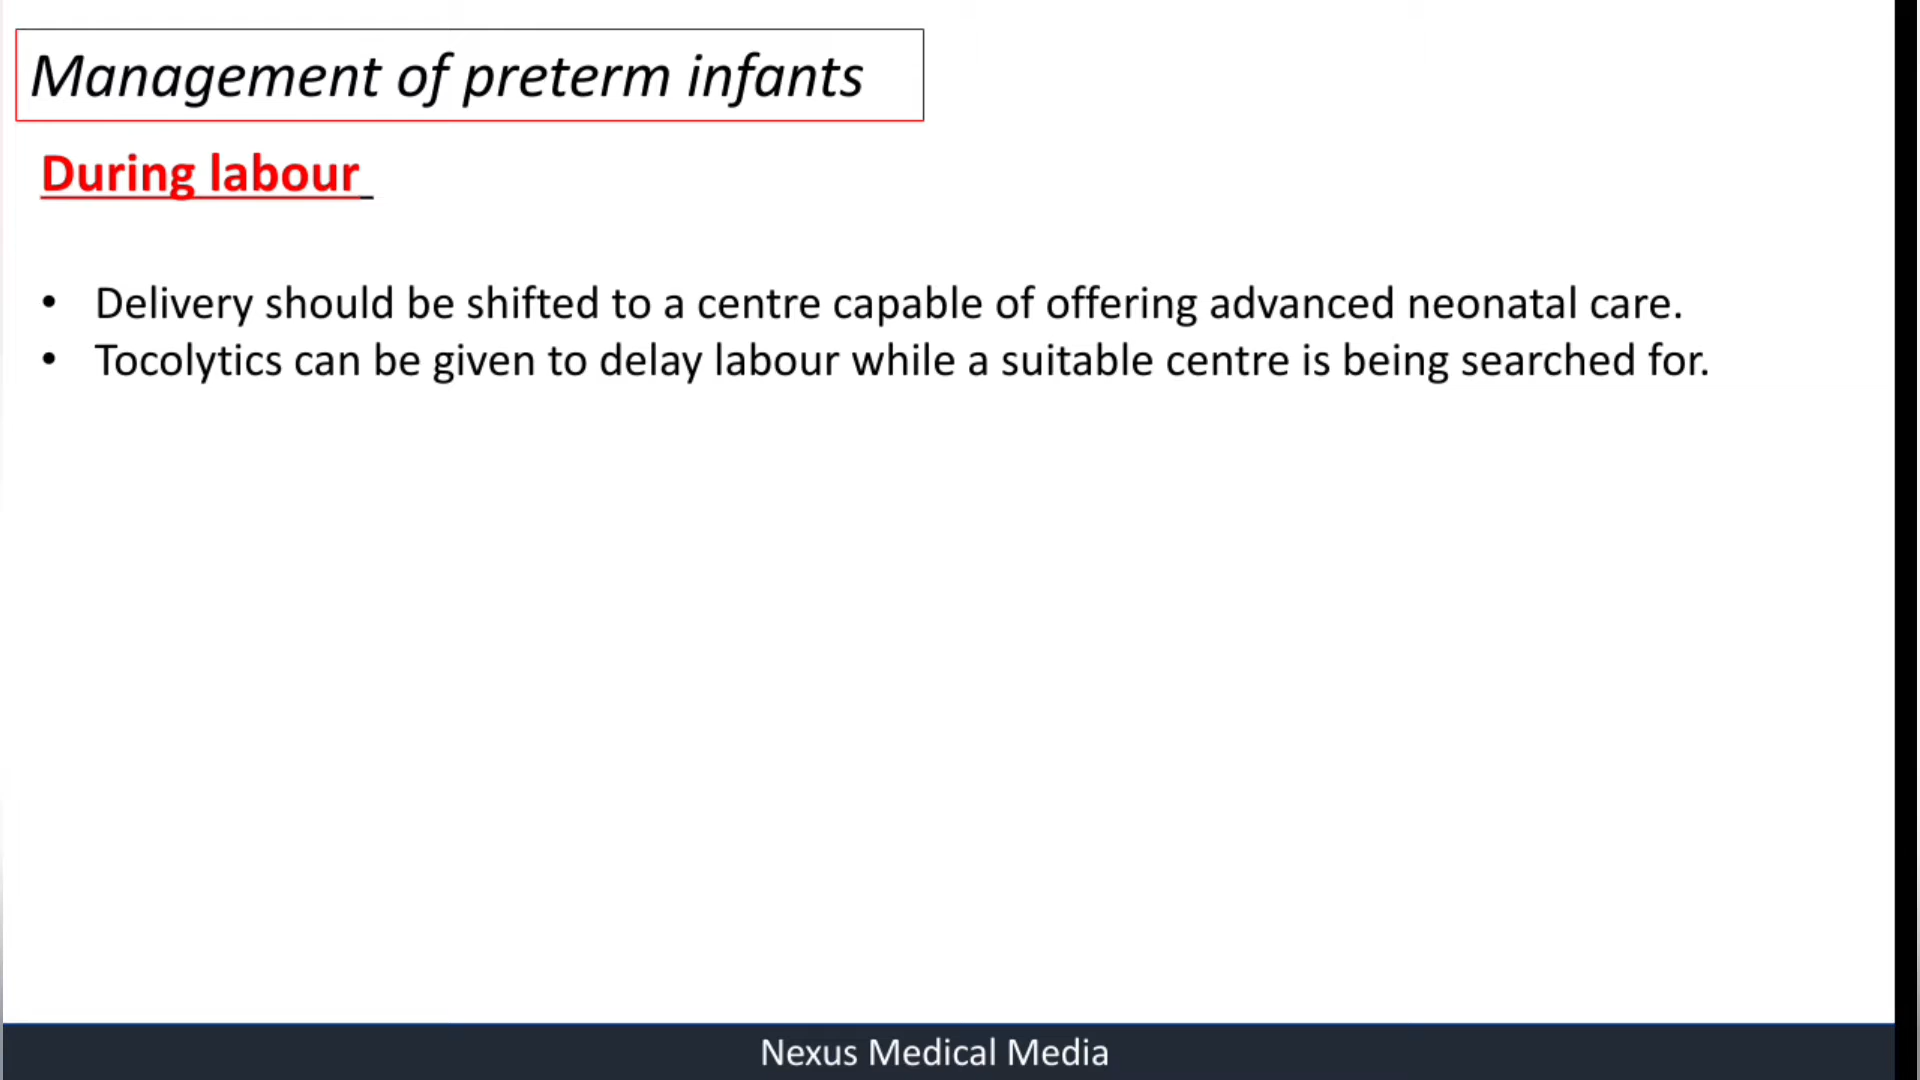 Management of preterm infants
During labour
• Delivery should be shifted to a centre capable of offering advanced neonatal care.
• Tocolytics can be given to delay labour while a suitable centre is being searched for.
Nexus Medical Media